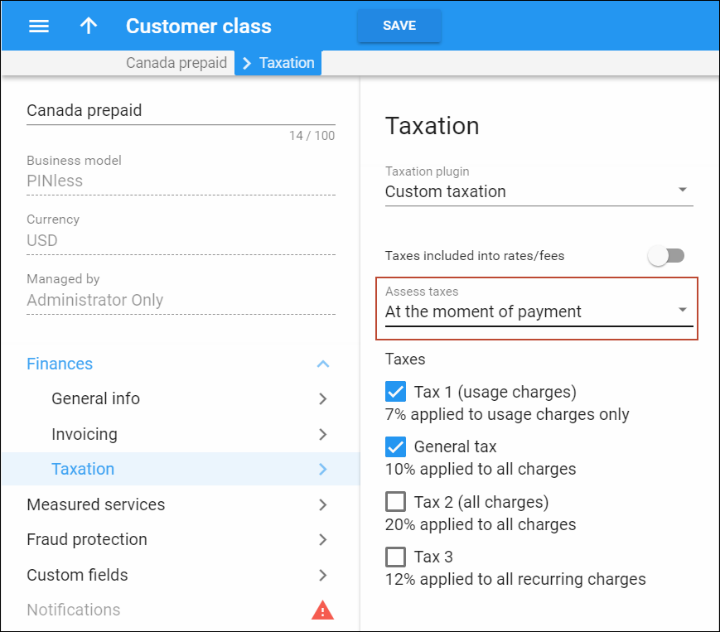 Customer class
SAVE
Canada prepaid
Taxation
Canada prepaid
14 / 100
Business model
PINless
Currency
USD
Managed by
Administrator Only
Finances
General info
Invoicing
Taxation
Measured services
Fraud protection
Custom fields
Notifications
Taxation
Taxation plugin
Custom taxation
Taxes included into rates/fees
Assess taxes
At the moment of payment
Taxes
Tax 1 (usage charges)
7% applied to usage charges only
General tax
10% applied to all charges
Tax 2 (all charges)
20% applied to all charges
Tax 3
12% applied to all recurring charges